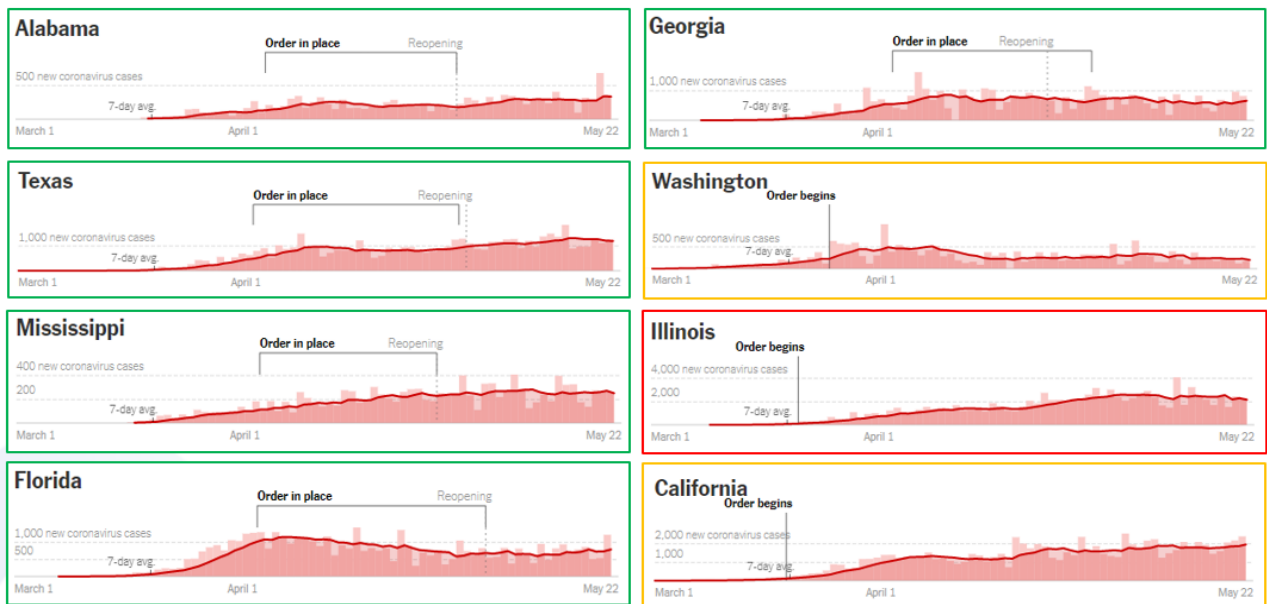 Alabama
Order in place Reopening
500 new coronavirus cases
7-day avg.
March 1 April 1 May 22
Georgia
Order in place Reopening
1,000 new coronavirus cases
7-day avg.
March 1 April 1 May 22
Texas
Order in place Reopening
1,000 new coronavirus cases
7-day avg.
March 1 April 1 May 22
Washington
Order begins
500 new coronavirus cases
7-day avg.
March 1 April 1 May 22
Mississippi
Order in place Reopening
400 new coronavirus cases
200
7-day avg.
March 1 April 1 May 22
Illinois
Order begins
4,000 new coronavirus cases
2,000
7-day avg.
March 1 April 1 May 22
Florida
Order in place Reopening
1,000 new coronavirus cases
500
7-day avg.
March 1 April 1 May 22
California
Order begins
2,000 new coronavirus cases
1,000
7-day avg.
March 1 April 1 May 22